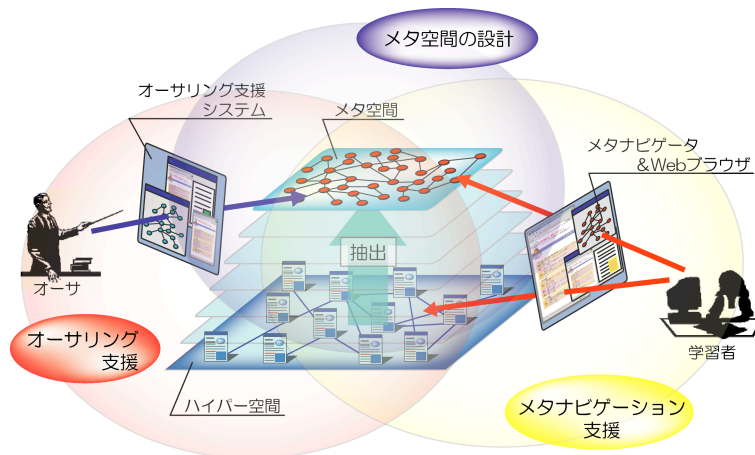 メタ空間の設計
オーサリング支援
システム
メタ空間
メタナビゲータ
＆Webブラウザ
抽出
オーサ
オーサリング
支援
学習者
ハイパー空間
メタナビゲーション
支援